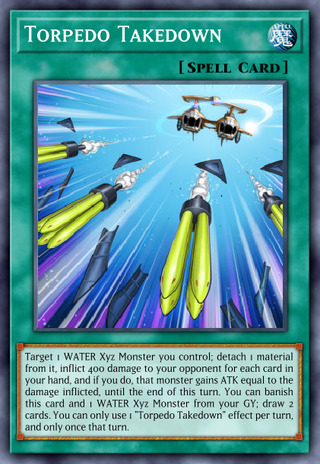 Torpedo Takedown
魔
[Spell Card]
Target 1 WATER Xyz Monster you control; detach 1 material
from it, inflict 400 damage to your opponent for each card in
your hand, and if you do, that monster gains ATK equal to the
damage inflicted, until the end of this turn. You can banish
this card and 1 WATER Xyz Monster from your GY; draw 2
cards. You can only use 1 "Torpedo Takedown" effect per turn,
and only once that turn.